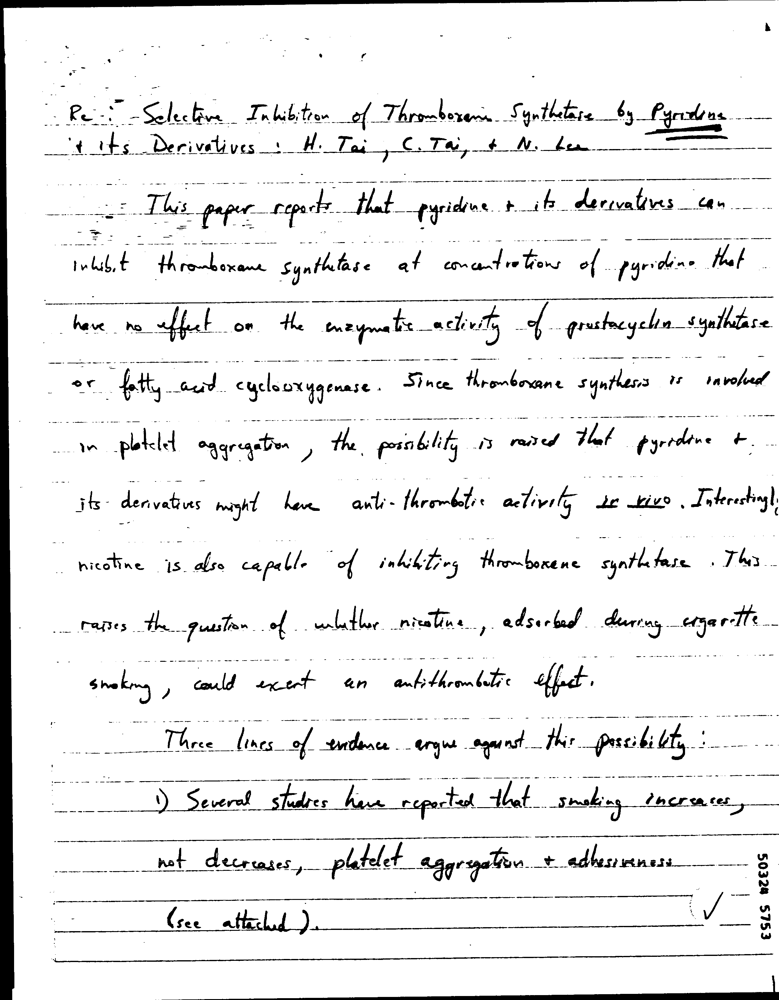 Re: Selective Inhibition of Thromboxane Synthetase by Pyridine
+ its Derivatives : H. Tai, C. Tai, + N. Lee
This paper reports that pyridine + its derivatives can
inhibit thromboxane synthetase at concentrations of pyridine that
have no effect on the enzymatic activity of prostacyclin synthetase
or fatty acid cyclooxygenase. Since thromboxane synthesis is involved
in platelet aggregation, the possibility is raised that pyridine +
its derivatives might have anti-thrombotic activity in vivo. Interestingly
nicotine is also capable of inhibiting thromboxane synthetase. This
raises the question of whether nicotine, adsorbed during cigarette
smoking, could exert an antithrombotic effect.
Three lines of evidence argue against this possibility:
1) Several studies have reported that smoking increases,
not decreases, platelet aggregation + adhesiveness
(see attached).
✓
50324 5753